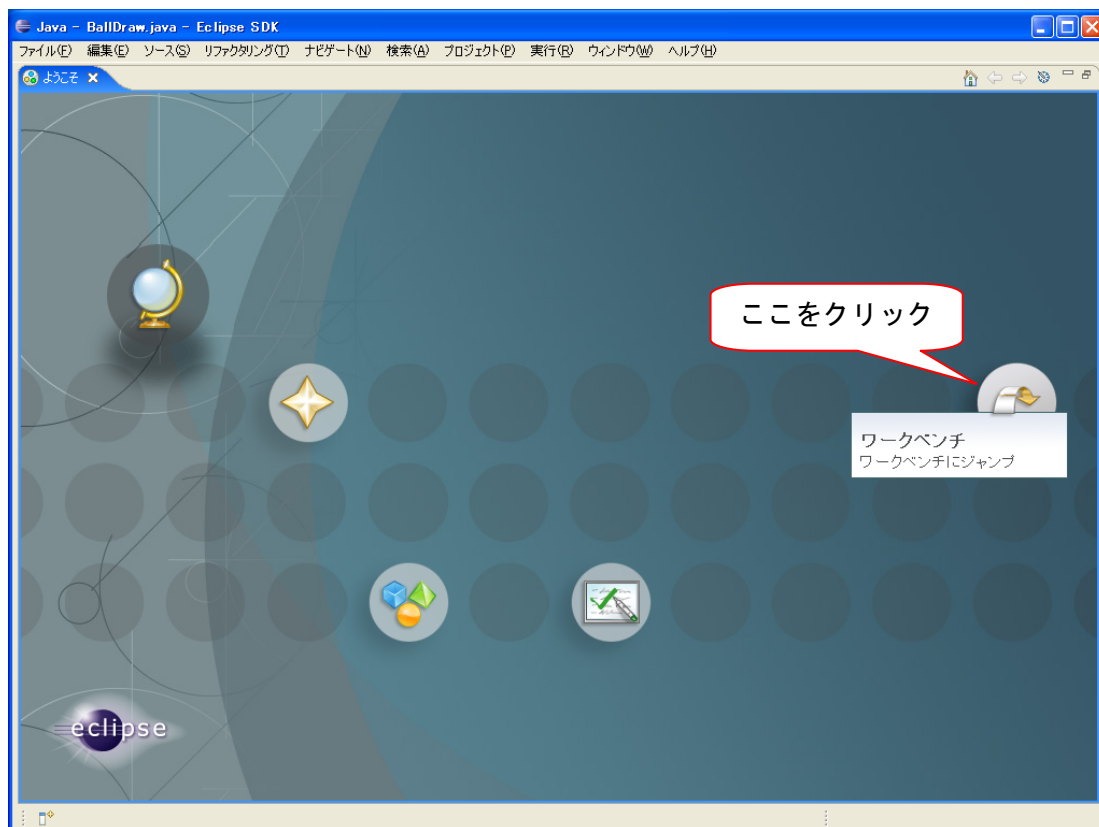 Java - BallDraw.java - Eclipse SDK
ファイル(F) 編集(E) ソース(S) リファクタリング(T) ナビゲート(N) 検索(A) プロジェクト(P) 実行(R) ウィンドウ(W) ヘルプ(H)
ようこそ
ここをクリック
ワークベンチ
ワークベンチにジャンプ
eclipse